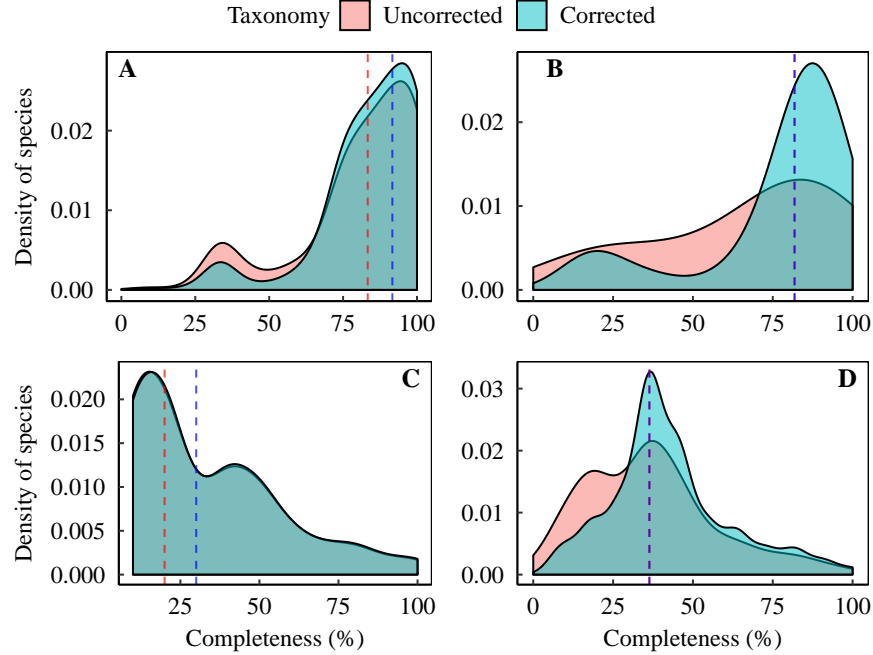 Taxonomy Uncorrected Corrected
A B
Density of species
0.02
0.01
0.00
0 25 50 75 100
0.02
0.01
0.00
0 25 50 75 100
C D
Density of species
0.020
0.015
0.010
0.005
0.000
25 50 75 100
Completeness (%)
0.03
0.02
0.01
0.00
0 25 50 75 100
Completeness (%)